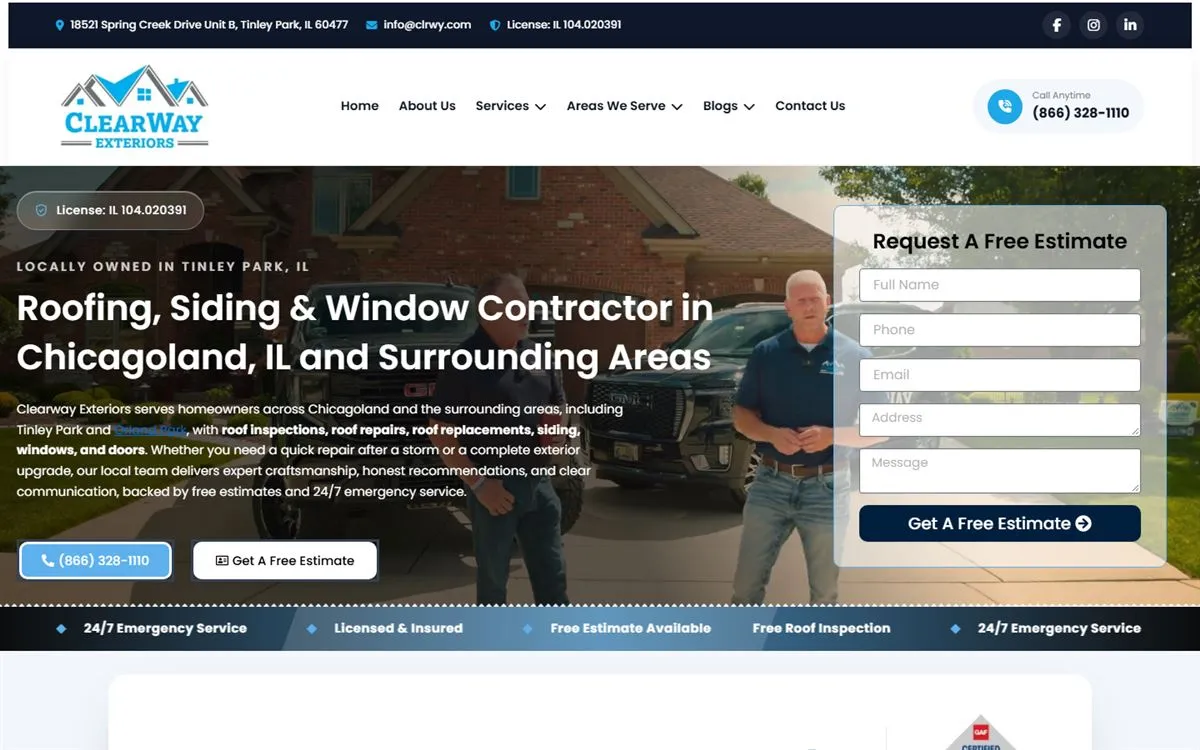 18521 Spring Creek Drive Unit B, Tinley Park, IL 60477
info@clrwy.com
License: IL 104.020391
CLEARWAY
EXTERIORS
Home
About Us
Services
Areas We Serve
Blogs
Contact Us
Call Anytime
(866) 328-1110
License: IL 104.020391
LOCALLY OWNED IN TINLEY PARK, IL
Roofing, Siding & Window Contractor in
Chicagoland, IL and Surrounding Areas
Clearway Exteriors serves homeowners across Chicagoland and the surrounding areas, including
Tinley Park and Orland Park, with roof inspections, roof repairs, roof replacements, siding,
windows, and doors. Whether you need a quick repair after a storm or a complete exterior
upgrade, our local team delivers expert craftsmanship, honest recommendations, and clear
communication, backed by free estimates and 24/7 emergency service.
(866) 328-1110
Get A Free Estimate
Request A Free Estimate
Full Name
Phone
Email
Address
Message
Get A Free Estimate
24/7 Emergency Service
Licensed & Insured
Free Estimate Available
Free Roof Inspection
24/7 Emergency Service
GAF
CERTIFIED